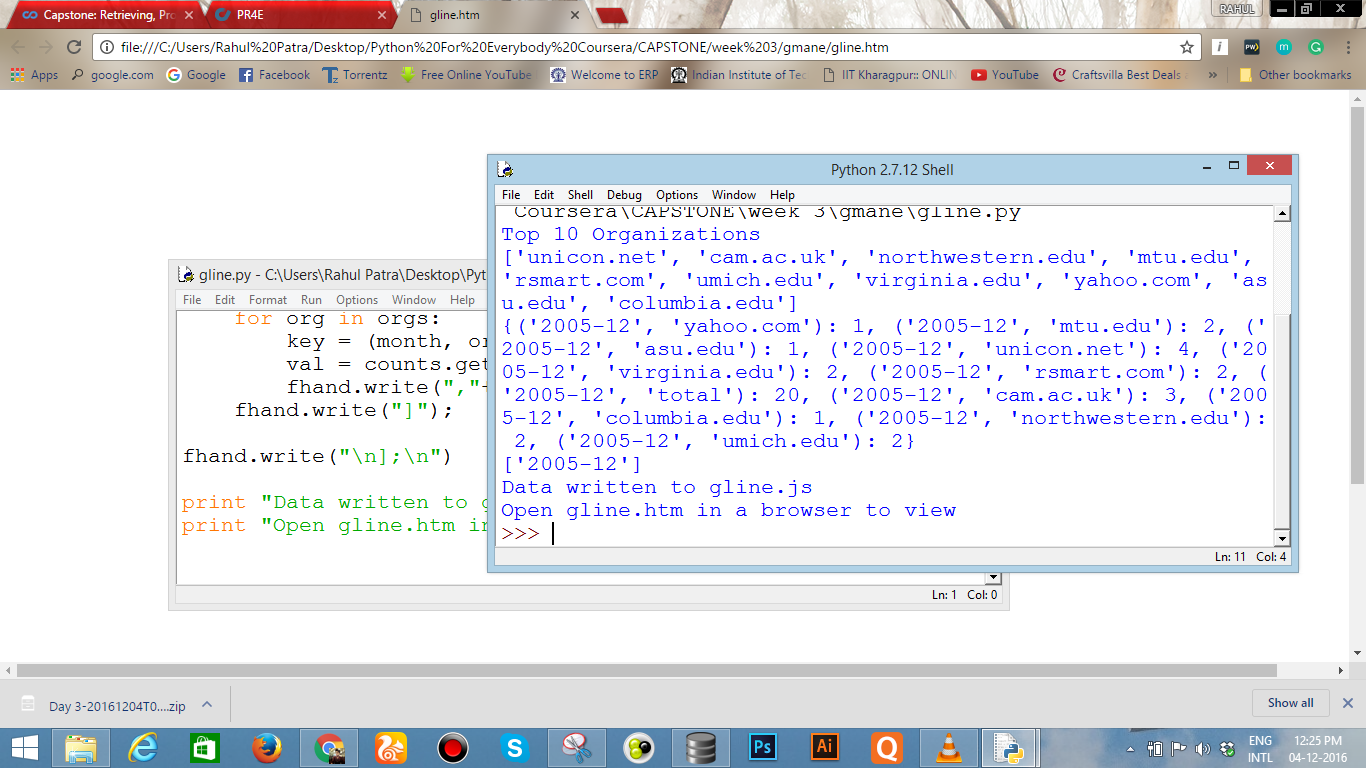 Capstone: Retrieving, Pro
PR4E
gline.htm
RAHUL
file:///C:/Users/Rahul%20Patra/Desktop/Python%20For%20Everybody%20Coursera/CAPSTONE/week%203/gmane/gline.htm
Apps google.com Google Facebook Torrentz Free Online YouTube Welcome to ERP Indian Institute of Tec IIT Kharagpur:: ONLIN YouTube Craftsvilla Best Deals » Other bookmarks
Python 2.7.12 Shell
File Edit Shell Debug Options Window Help
Coursera\CAPSTONE\week 3\gmane\gline.py
Top 10 Organizations
['unicon.net', 'cam.ac.uk', 'northwestern.edu', 'mtu.edu',
'rsmart.com', 'umich.edu', 'virginia.edu', 'yahoo.com', 'as
u.edu', 'columbia.edu']
{('2005-12', 'yahoo.com'): 1, ('2005-12', 'mtu.edu'): 2, ('
2005-12', 'asu.edu'): 1, ('2005-12', 'unicon.net'): 4, ('20
05-12', 'virginia.edu'): 2, ('2005-12', 'rsmart.com'): 2, (
'2005-12', 'total'): 20, ('2005-12', 'cam.ac.uk'): 3, ('200
5-12', 'columbia.edu'): 1, ('2005-12', 'northwestern.edu'):
2, ('2005-12', 'umich.edu'): 2}
['2005-12']
Data written to gline.js
Open gline.htm in a browser to view
>>>
Ln: 11 Col: 4
gline.py - C:\Users\Rahul Patra\Desktop\Pyt
File Edit Format Run Options Window Help
for org in orgs:
key = (month, or
val = counts.get
fhand.write(","+
fhand.write("]");
fhand.write("\n];\n")
print "Data written to g
print "Open gline.htm in
Ln: 1 Col: 0
Day 3-20161204T0....zip
Show all
ENG 12:25 PM
INTL 04-12-2016